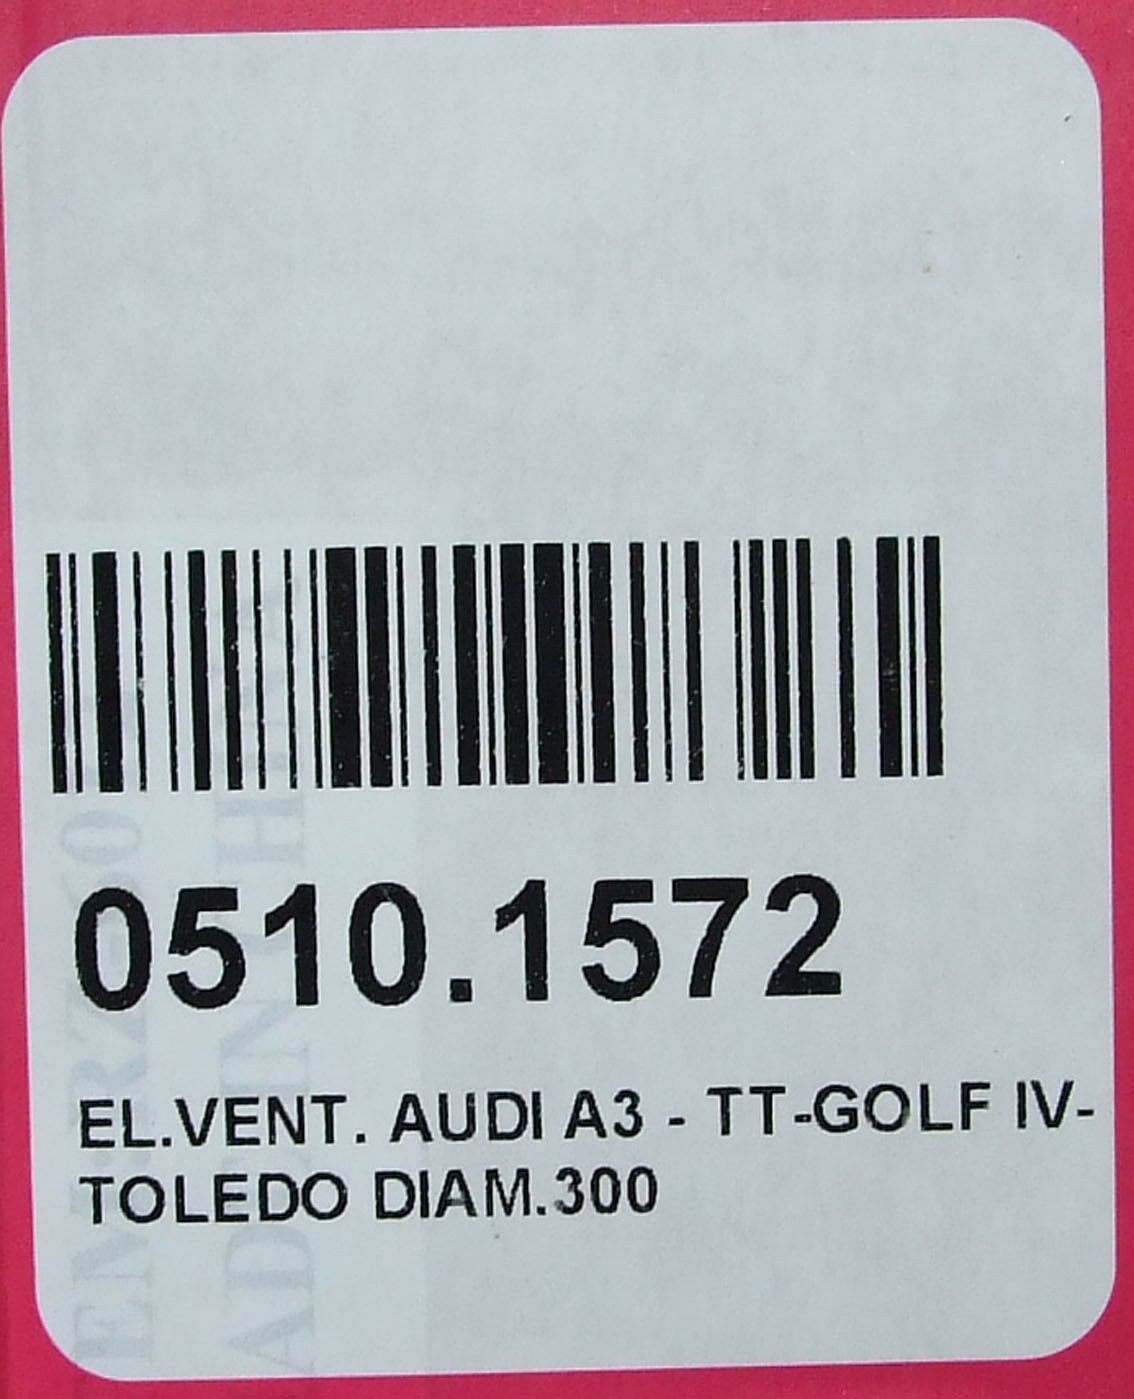 0510.1572
EL.VENT. AUDI A3 - TT-GOLF IV-
TOLEDO DIAM.300